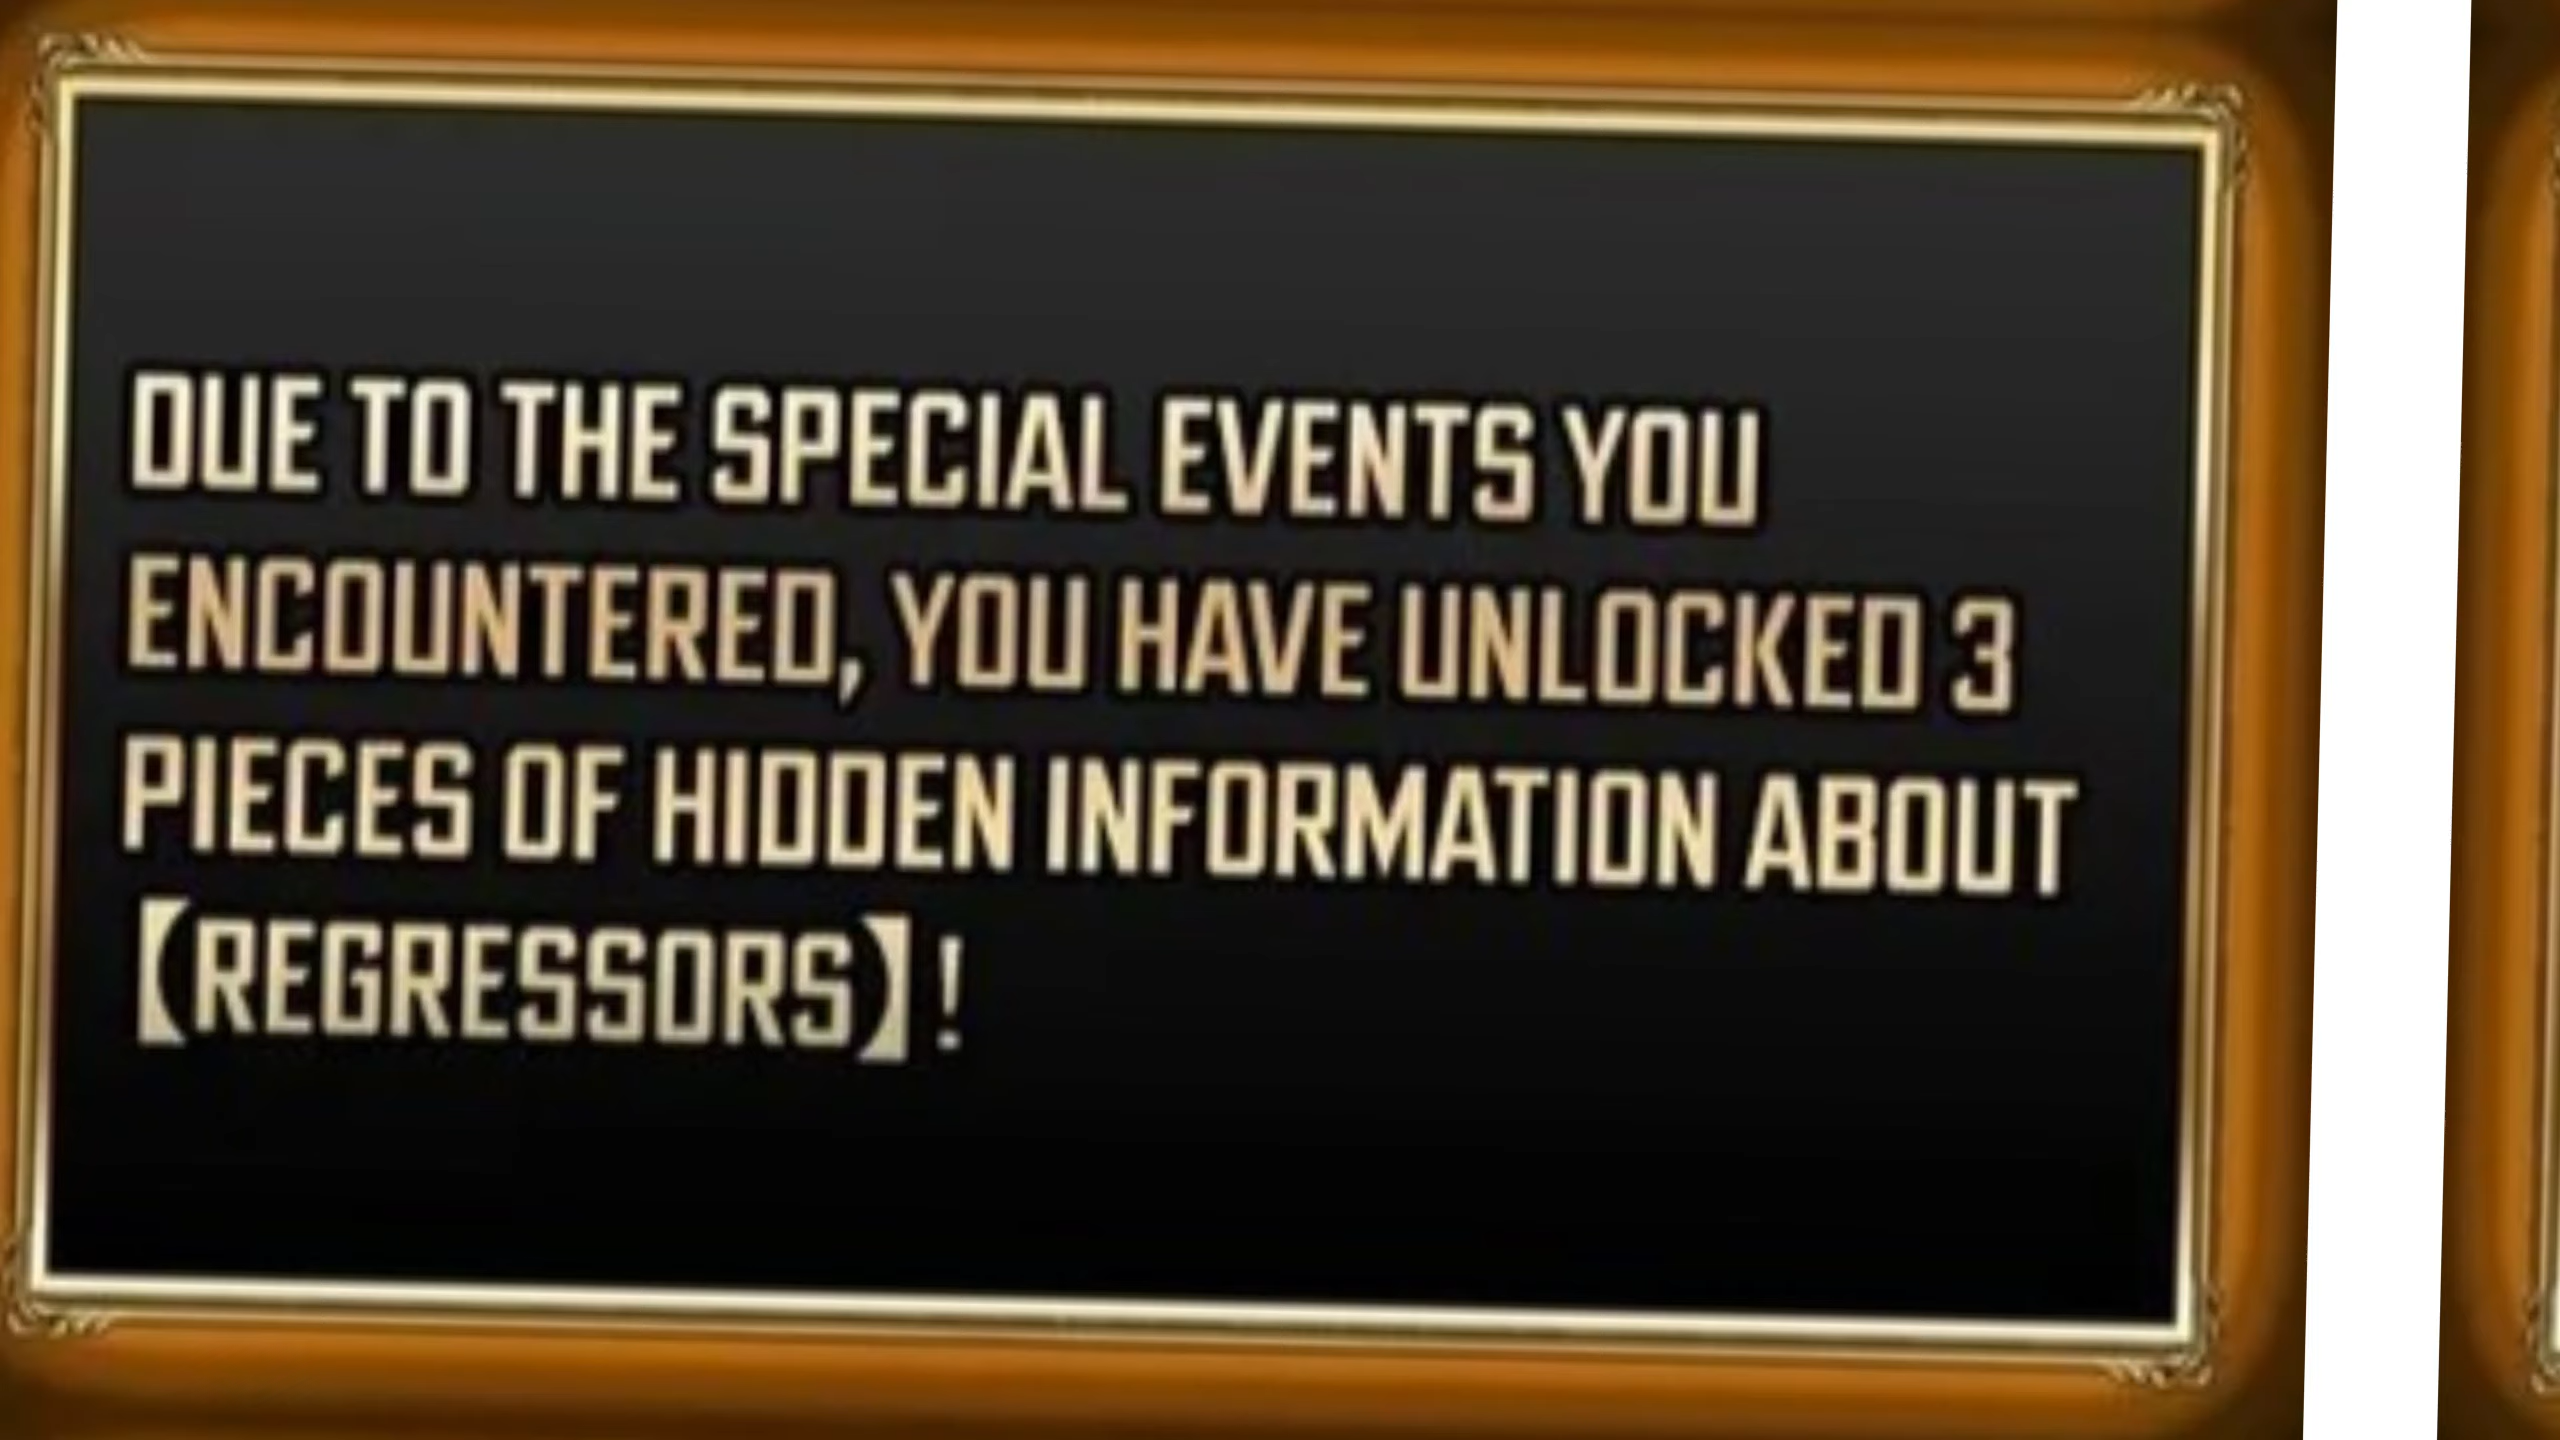 DUE TO THE SPECIAL EVENTS YOU
ENCOUNTERED, YOU HAVE UNLOCKED 3
PIECES OF HIDDEN INFORMATION ABOUT
【REGRESSORS】!